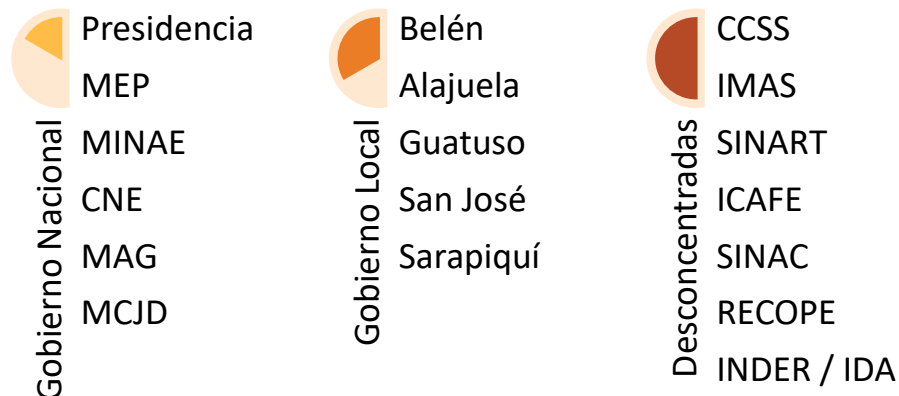 Gobierno Nacional
Presidencia
MEP
MINAE
CNE
MAG
MCJD
Gobierno Local
Belén
Alajuela
Guatuso
San José
Sarapiquí
Desconcentradas
CCSS
IMAS
SINART
ICAFE
SINAC
RECOPE
INDER / IDA